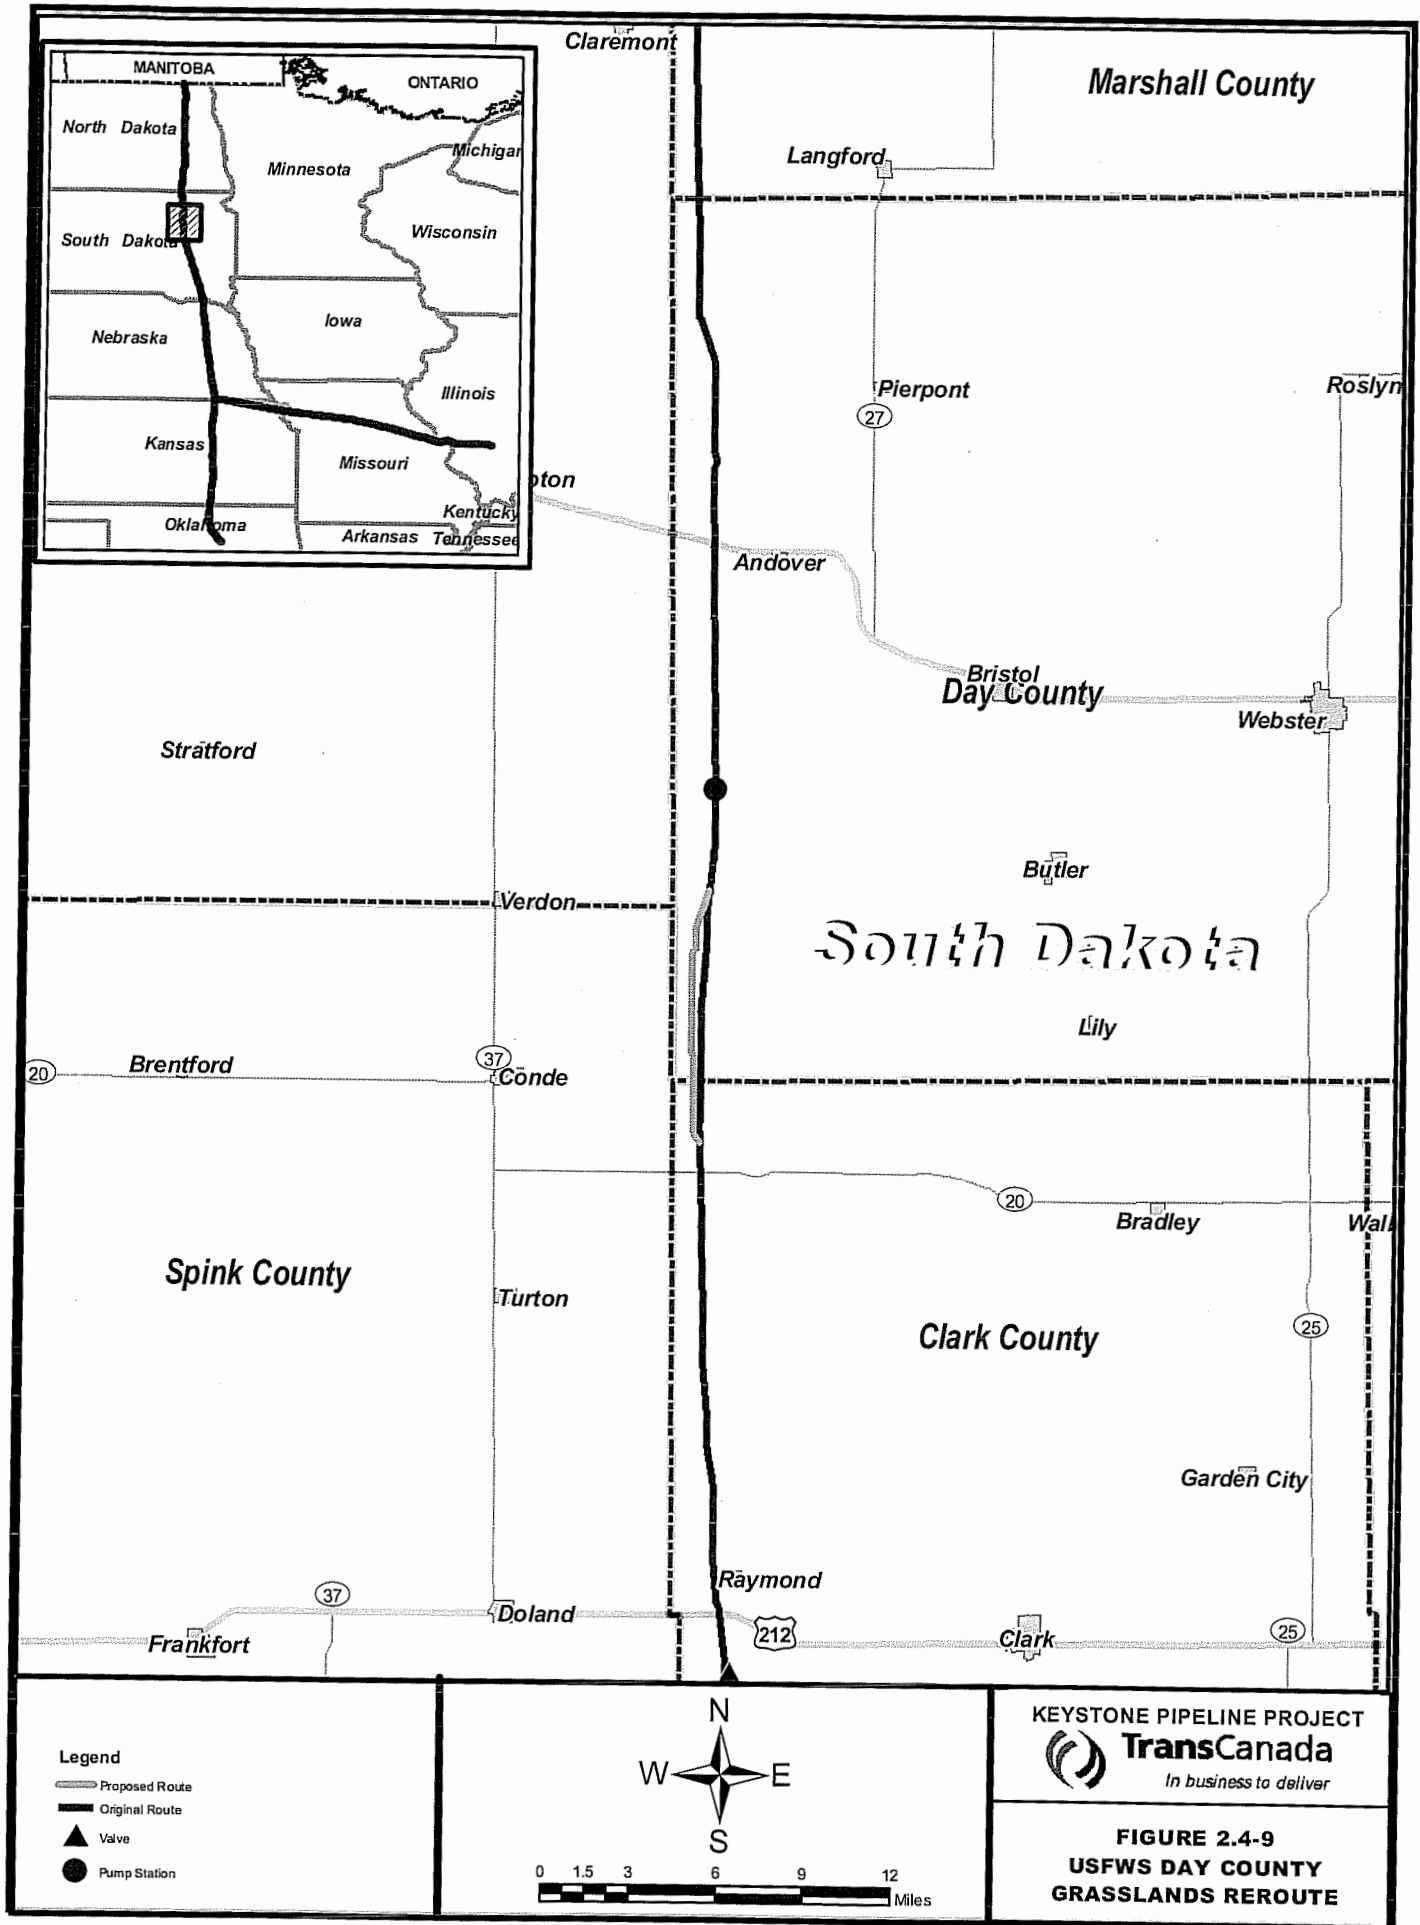 Claremont
Marshall County
Langford
MANITOBA
ONTARIO
North Dakota
Minnesota
Michigan
Wisconsin
South Dakota
Iowa
Nebraska
Illinois
Kansas
Missouri
Kentucky
Oklahoma
Arkansas Tennessee
Pierpont
Roslyn
27
oton
Andover
Bristol
Day County
Webster
Stratford
Butler
Verdon
South Dakota
Lily
37
Brentford
20
Conde
20
Bradley
Wall
Spink County
Turton
25
Clark County
Garden City
Raymond
37
Doland
212
Clark
25
Frankfort
Legend
Proposed Route
Original Route
Valve
Pump Station
N
W E
S
0 1.5 3 6 9 12
Miles
KEYSTONE PIPELINE PROJECT
TransCanada
In business to deliver
FIGURE 2.4-9
USFWS DAY COUNTY
GRASSLANDS REROUTE